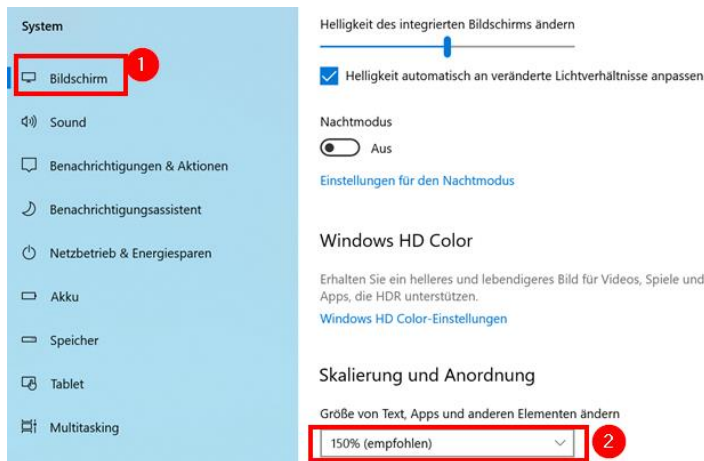 System
1
Bildschirm
Sound
Benachrichtigungen & Aktionen
Benachrichtigungsassistent
Netzbetrieb & Energiesparen
Akku
Speicher
Tablet
Multitasking
Helligkeit des integrierten Bildschirms ändern
Helligkeit automatisch an veränderte Lichtverhältnisse anpassen
Nachtmodus
Aus
Einstellungen für den Nachtmodus
Windows HD Color
Erhalten Sie ein helleres und lebendigeres Bild für Videos, Spiele und
Apps, die HDR unterstützen.
Windows HD Color-Einstellungen
Skalierung und Anordnung
Größe von Text, Apps und anderen Elementen ändern
150% (empfohlen)
2